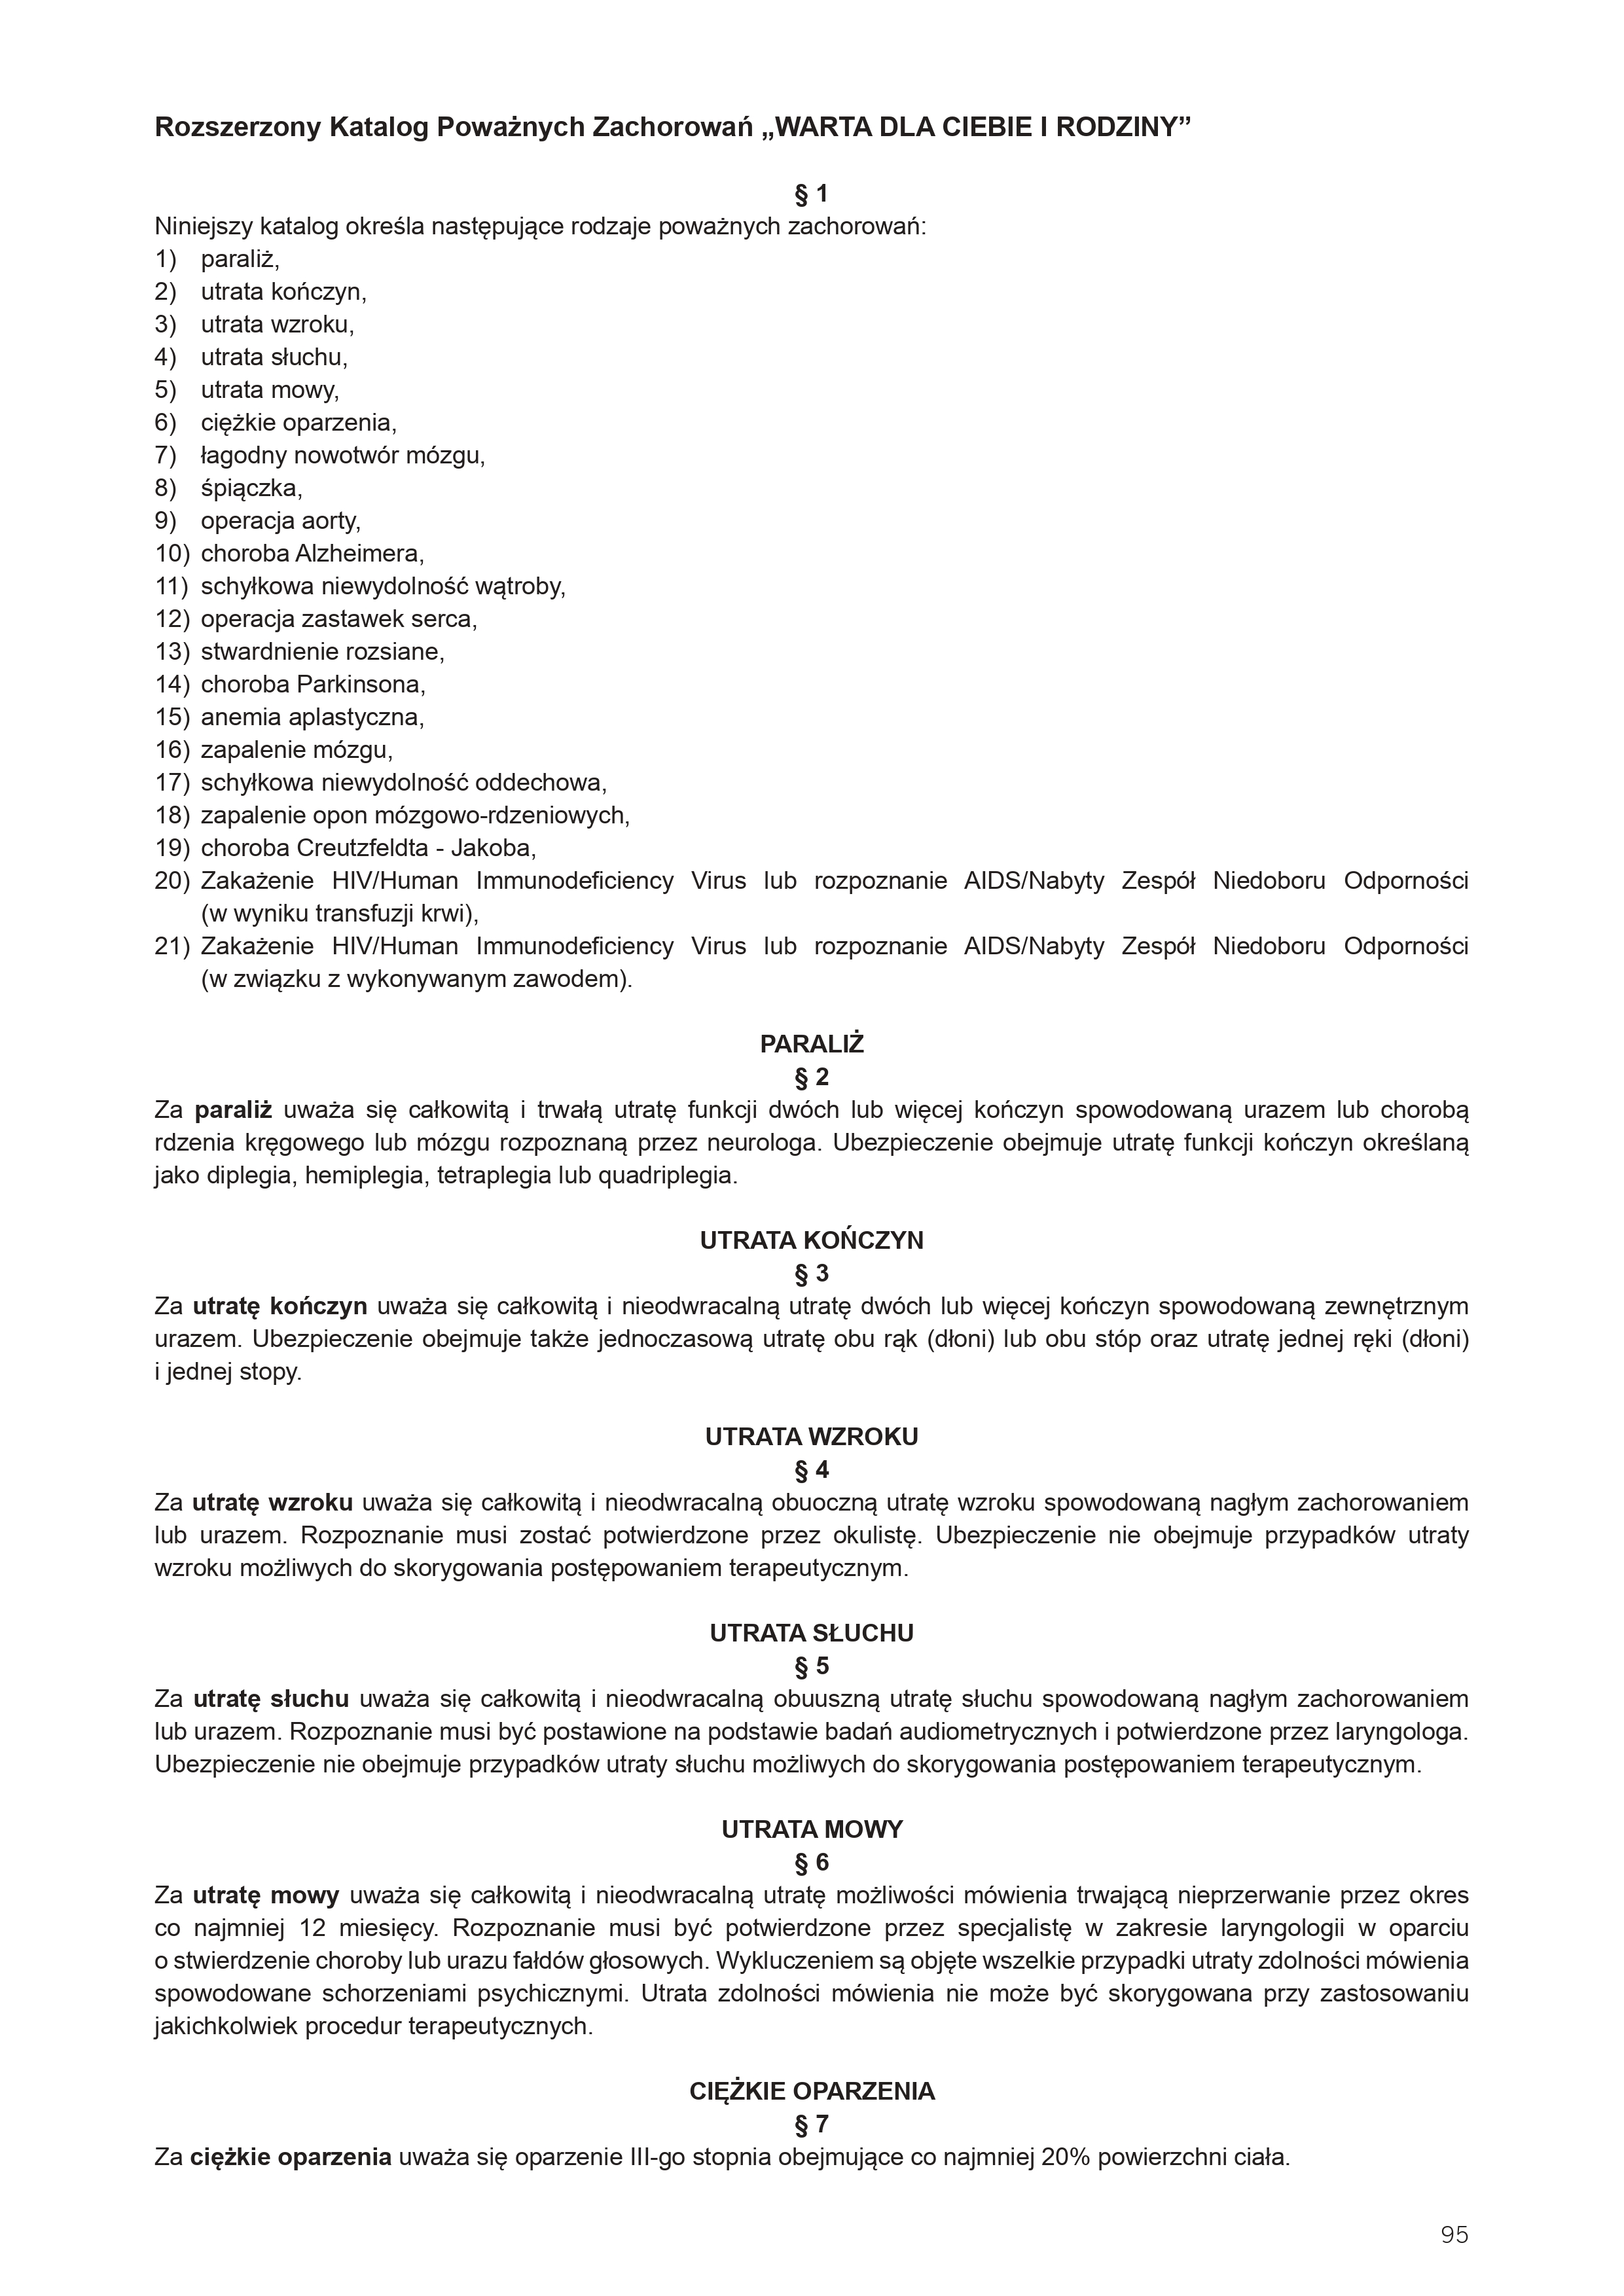 Rozszerzony Katalog Poważnych Zachorowań „WARTA DLA CIEBIE I RODZINY”
§ 1
Niniejszy katalog określa następujące rodzaje poważnych zachorowań:
1) paraliż,
2) utrata kończyn,
3) utrata wzroku,
4) utrata słuchu,
5) utrata mowy,
6) ciężkie oparzenia,
7) łagodny nowotwór mózgu,
8) śpiączka,
9) operacja aorty,
10) choroba Alzheimera,
11) schyłkowa niewydolność wątroby,
12) operacja zastawek serca,
13) stwardnienie rozsiane,
14) choroba Parkinsona,
15) anemia aplastyczna,
16) zapalenie mózgu,
17) schyłkowa niewydolność oddechowa,
18) zapalenie opon mózgowo-rdzeniowych,
19) choroba Creutzfeldta - Jakoba,
20) Zakażenie HIV/Human Immunodeficiency Virus lub rozpoznanie AIDS/Nabyty Zespół Niedoboru Odporności
(w wyniku transfuzji krwi),
21) Zakażenie HIV/Human Immunodeficiency Virus lub rozpoznanie AIDS/Nabyty Zespół Niedoboru Odporności
(w związku z wykonywanym zawodem).
PARALIŻ
§ 2
Za paraliż uważa się całkowitą i trwałą utratę funkcji dwóch lub więcej kończyn spowodowaną urazem lub chorobą
rdzenia kręgowego lub mózgu rozpoznaną przez neurologa. Ubezpieczenie obejmuje utratę funkcji kończyn określaną
jako diplegia, hemiplegia, tetraplegia lub quadriplegia.
UTRATA KOŃCZYN
§ 3
Za utratę kończyn uważa się całkowitą i nieodwracalną utratę dwóch lub więcej kończyn spowodowaną zewnętrznym
urazem. Ubezpieczenie obejmuje także jednoczasową utratę obu rąk (dłoni) lub obu stóp oraz utratę jednej ręki (dłoni)
i jednej stopy.
UTRATA WZROKU
§ 4
Za utratę wzroku uważa się całkowitą i nieodwracalną obuoczną utratę wzroku spowodowaną nagłym zachorowaniem
lub urazem. Rozpoznanie musi zostać potwierdzone przez okulistę. Ubezpieczenie nie obejmuje przypadków utraty
wzroku możliwych do skorygowania postępowaniem terapeutycznym.
UTRATA SŁUCHU
§ 5
Za utratę słuchu uważa się całkowitą i nieodwracalną obuuszną utratę słuchu spowodowaną nagłym zachorowaniem
lub urazem. Rozpoznanie musi być postawione na podstawie badań audiometrycznych i potwierdzone przez laryngologa.
Ubezpieczenie nie obejmuje przypadków utraty słuchu możliwych do skorygowania postępowaniem terapeutycznym.
UTRATA MOWY
§ 6
Za utratę mowy uważa się całkowitą i nieodwracalną utratę możliwości mówienia trwającą nieprzerwanie przez okres
co najmniej 12 miesięcy. Rozpoznanie musi być potwierdzone przez specjalistę w zakresie laryngologii w oparciu
o stwierdzenie choroby lub urazu fałdów głosowych. Wykluczeniem są objęte wszelkie przypadki utraty zdolności mówienia
spowodowane schorzeniami psychicznymi. Utrata zdolności mówienia nie może być skorygowana przy zastosowaniu
jakichkolwiek procedur terapeutycznych.
CIĘŻKIE OPARZENIA
§ 7
Za ciężkie oparzenia uważa się oparzenie III-go stopnia obejmujące co najmniej 20% powierzchni ciała.
95